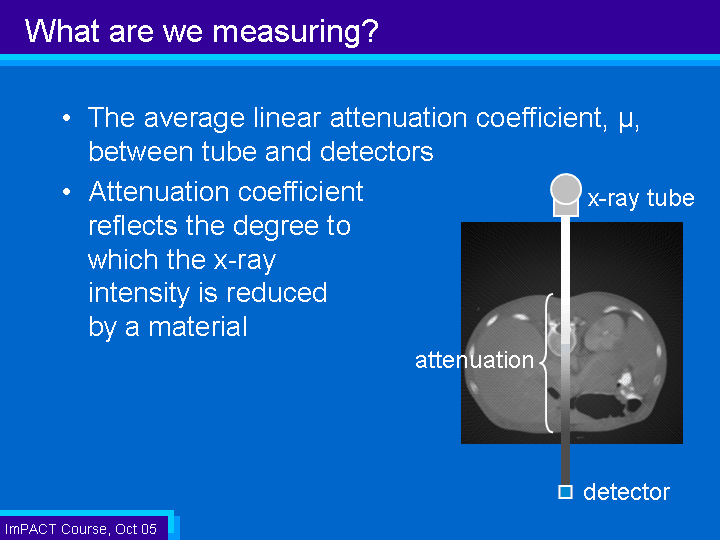 What are we measuring?
• The average linear attenuation coefficient, µ,
between tube and detectors
• Attenuation coefficient
reflects the degree to
which the x-ray
intensity is reduced
by a material
x-ray tube
attenuation
detector
ImPACT Course, Oct 05